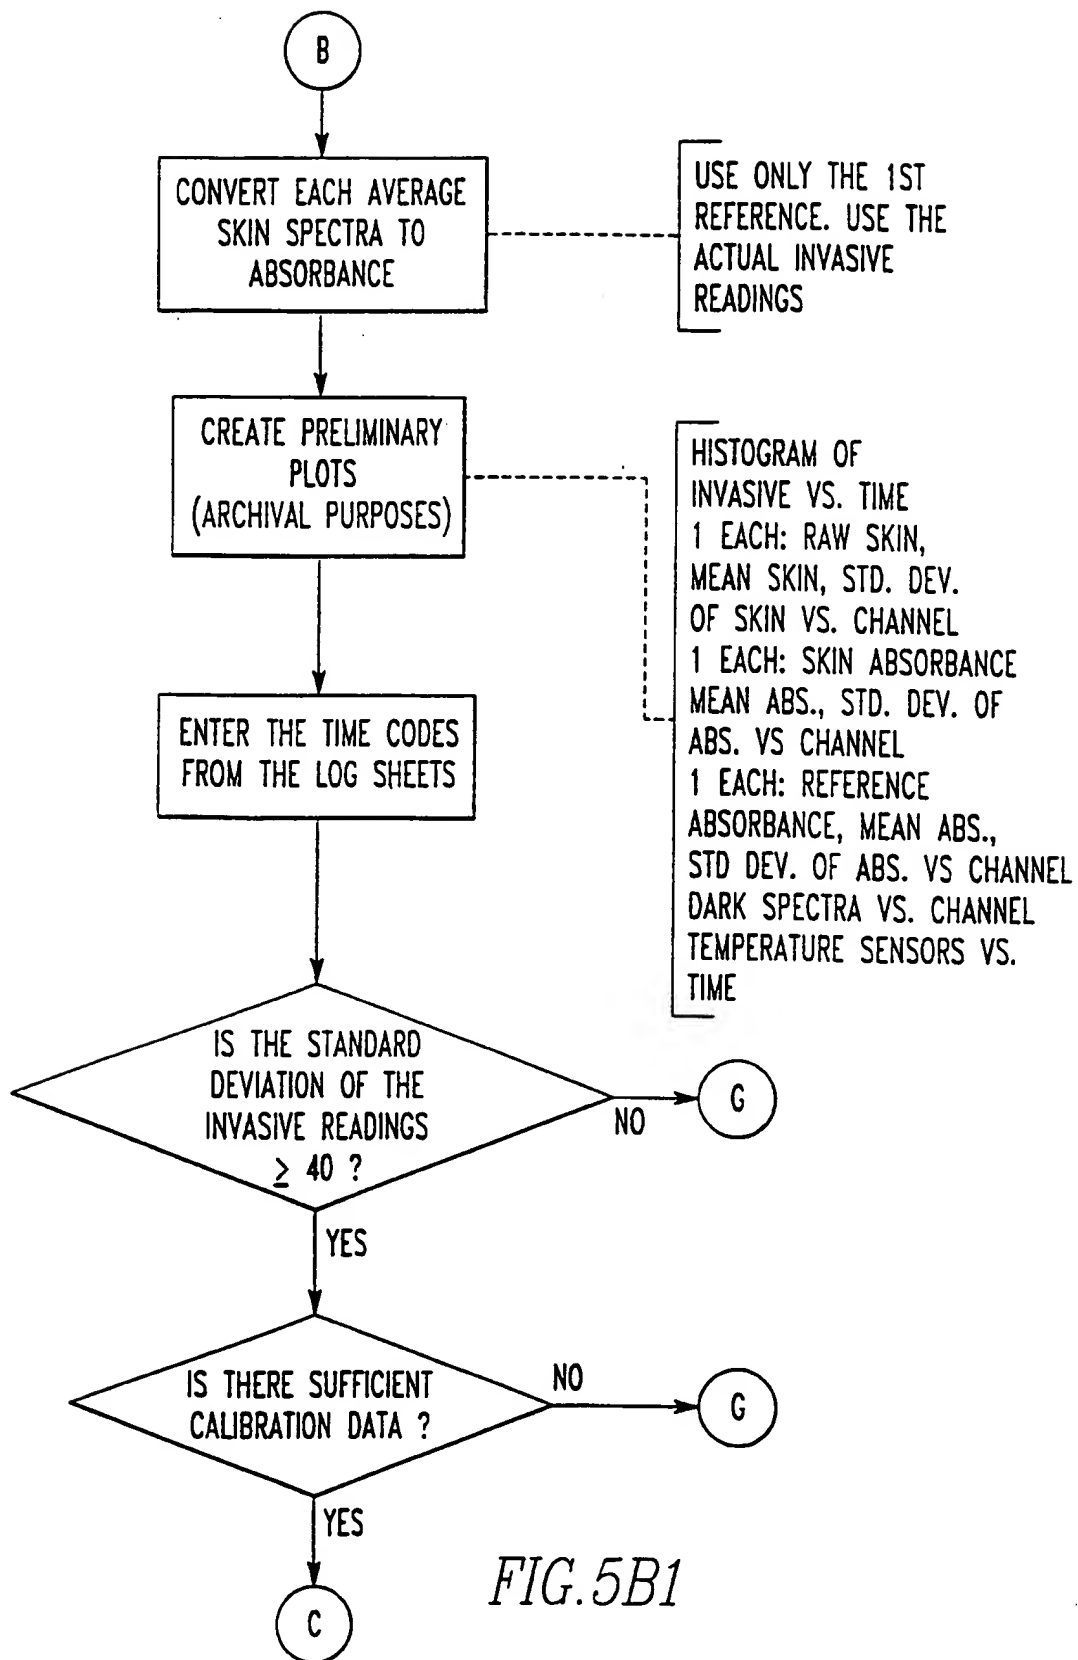 B
CONVERT EACH AVERAGE
SKIN SPECTRA TO
ABSORBANCE
USE ONLY THE 1ST
REFERENCE. USE THE
ACTUAL INVASIVE
READINGS
CREATE PRELIMINARY
PLOTS
(ARCHIVAL PURPOSES)
HISTOGRAM OF
INVASIVE VS. TIME
1 EACH: RAW SKIN,
MEAN SKIN, STD. DEV.
OF SKIN VS. CHANNEL
1 EACH: SKIN ABSORBANCE
MEAN ABS., STD. DEV. OF
ABS. VS CHANNEL
1 EACH: REFERENCE
ABSORBANCE, MEAN ABS.,
STD DEV. OF ABS. VS CHANNEL
DARK SPECTRA VS. CHANNEL
TEMPERATURE SENSORS VS.
TIME
ENTER THE TIME CODES
FROM THE LOG SHEETS
IS THE STANDARD
DEVIATION OF THE
INVASIVE READINGS
≥ 40 ?
NO
G
YES
IS THERE SUFFICIENT
CALIBRATION DATA ?
NO
G
YES
C
FIG.5B1